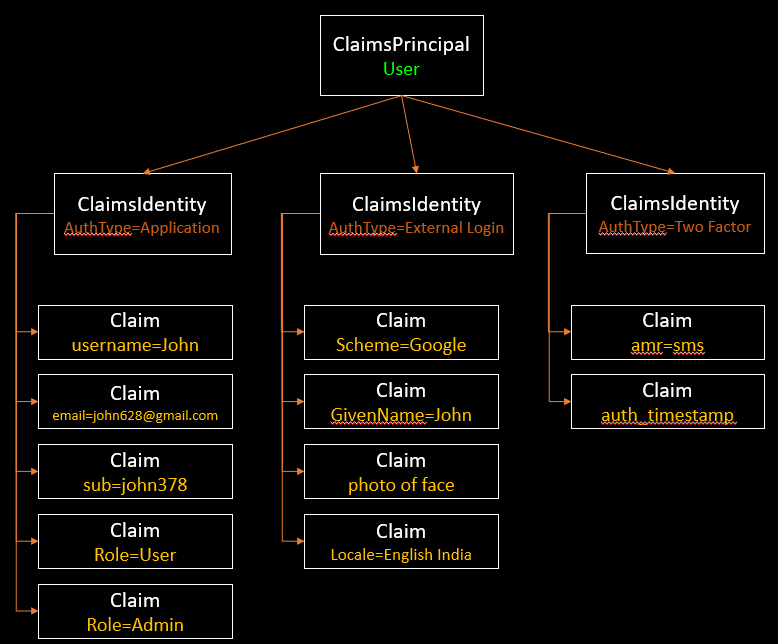 ClaimsPrincipal
User
ClaimsIdentity
AuthType=Application
Claim
username=John
Claim
email=john628@gmail.com
Claim
sub=john378
Claim
Role=User
Claim
Role=Admin
ClaimsIdentity
AuthType=External Login
Claim
Scheme=Google
Claim
GivenName=John
Claim
photo of face
Claim
Locale=English India
ClaimsIdentity
AuthType=Two Factor
Claim
amr=sms
Claim
auth_timestamp